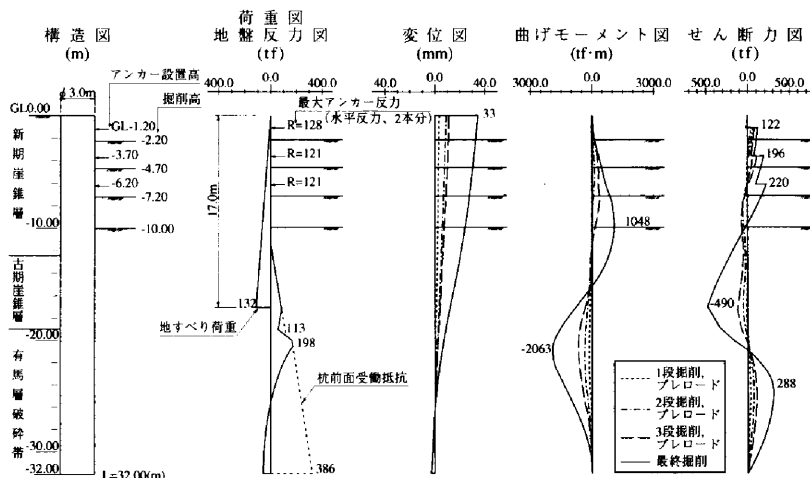 構造図
(m)
荷重図
地盤反力図
(tf)
変位図
(mm)
曲げモーメント図
(tf·m)
せん断力図
(tf)
3.0m
アンカー設置高
掘削高
GL0.00
GL-1.20
-2.20
-3.70
-4.70
-6.20
-7.20
-10.00
-10.00
-20.00
-30.00
-32.00
L=32.00(m)
新期崖錐層
古期崖錐層
有馬層破砕帯
400.0
0.0
400.0
最大アンカー反力
(水平反力、2本分)
R=128
R=121
R=121
17.0m
132
地すべり荷重
113
198
杭前面受働抵抗
386
0.0
40.0
33
3000.0
0.0
3000.0
1048
-2063
500.0
0.0
500.0
122
196
220
-490
288
1段掘削,
プレロード
2段掘削,
プレロード
3段掘削,
プレロード
最終掘削